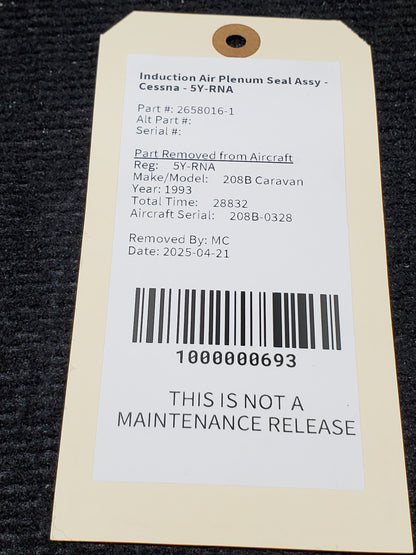 Induction Air Plenum Seal Assy -
Cessna - 5Y-RNA
Part #: 2658016-1
Alt Part#:
Serial #:
Part Removed from Aircraft
Reg: 5Y-RNA
Make/Model: 208B Caravan
Year: 1993
Total Time: 28832
Aircraft Serial: 208B-0328
Removed By: MC
Date: 2025-04-21
1000000693
THIS IS NOT A
MAINTENANCE RELEASE